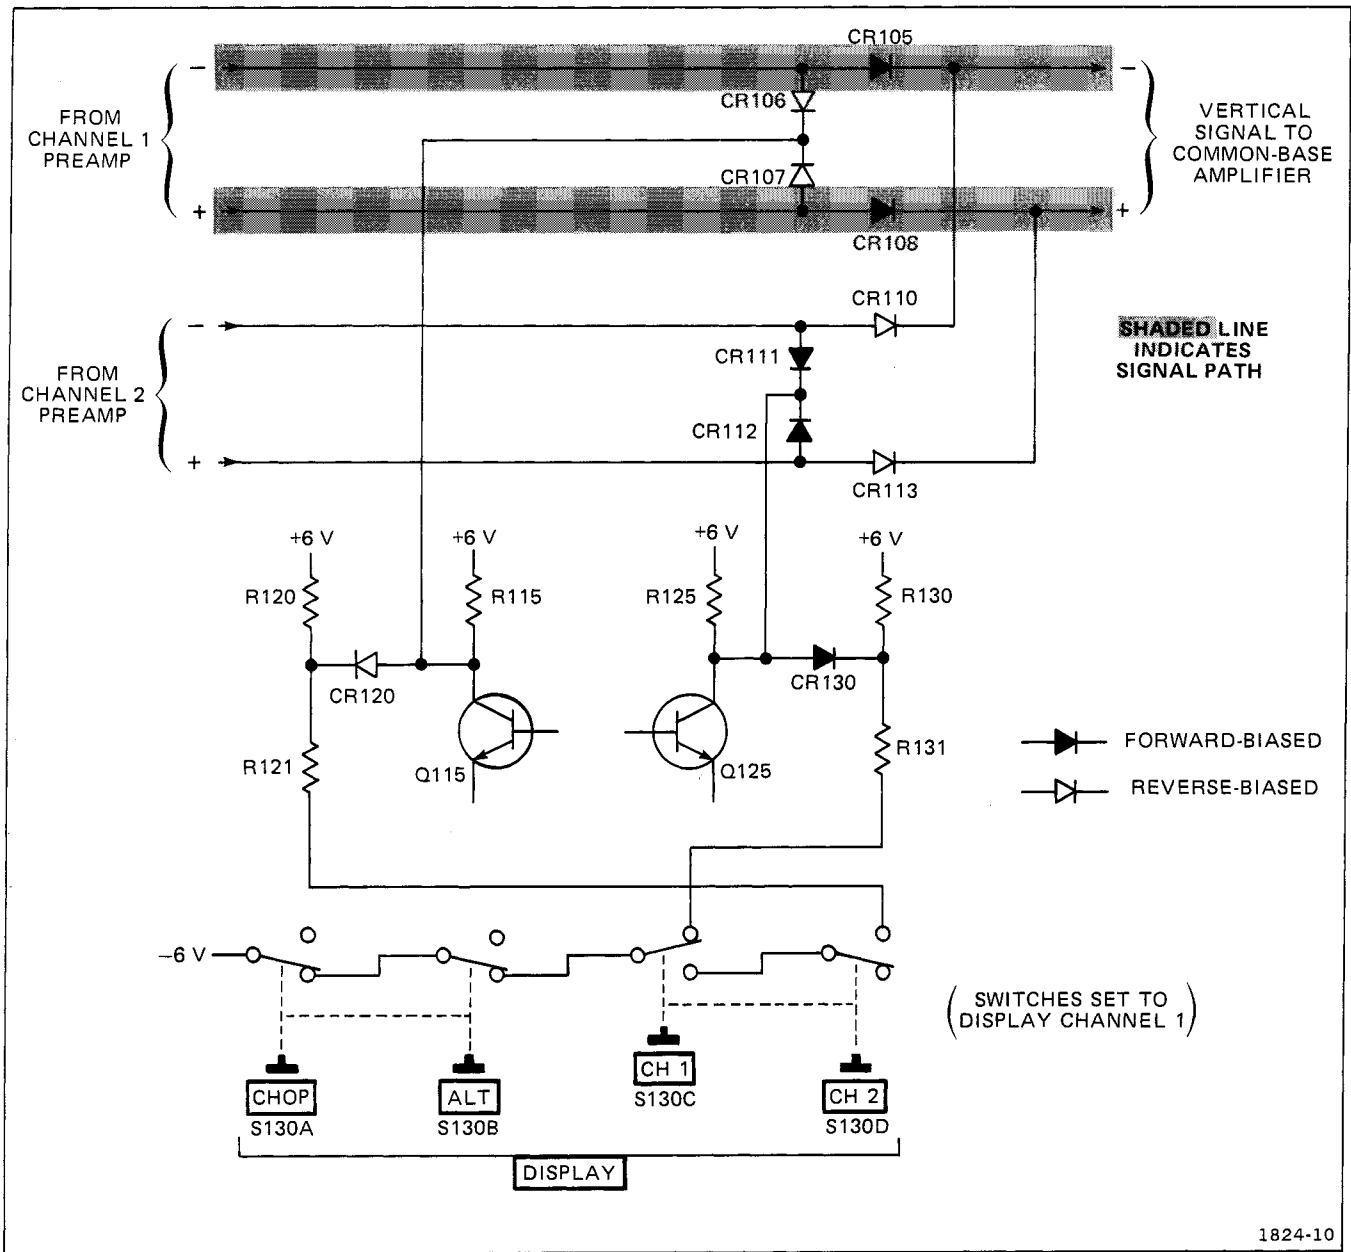 CR105
−
−
FROM
CHANNEL 1
PREAMP
CR106
VERTICAL
SIGNAL TO
COMMON-BASE
AMPLIFIER
CR107
+
+
CR108
CR110
−
SHADED LINE
INDICATES
SIGNAL PATH
CR111
FROM
CHANNEL 2
PREAMP
CR112
+
CR113
+6 V
+6 V
+6 V
+6 V
R120
R115
R125
R130
CR120
CR130
R121
Q115
Q125
R131
FORWARD-BIASED
REVERSE-BIASED
−6 V
(SWITCHES SET TO
DISPLAY CHANNEL 1)
CHOP
S130A
ALT
S130B
CH 1
S130C
CH 2
S130D
DISPLAY
1824-10